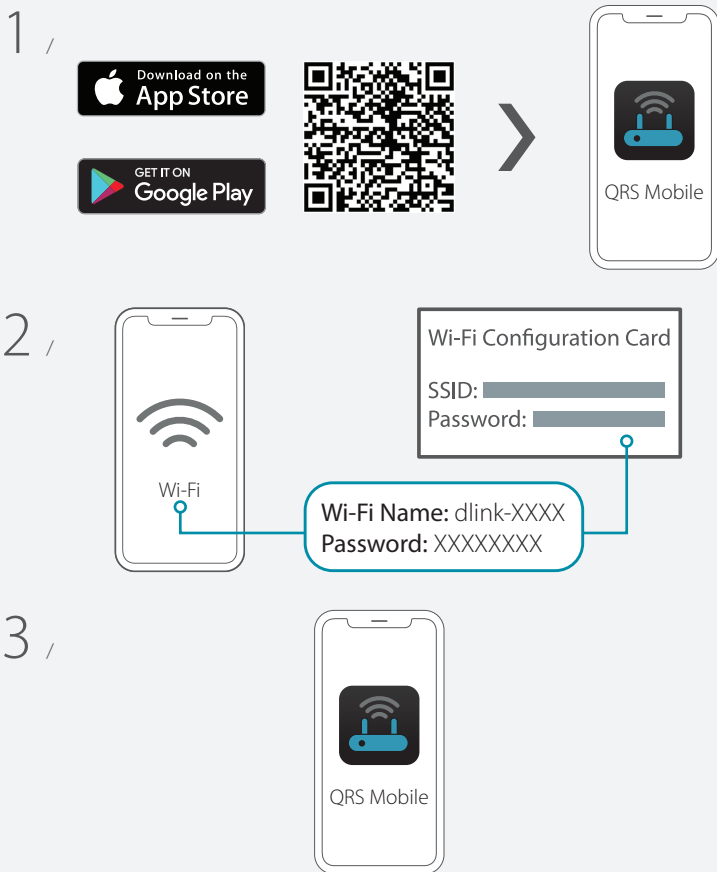 1 /
Download on the
App Store
GET IT ON
Google Play
QRS Mobile
2 /
Wi-Fi
Wi-Fi Configuration Card
SSID:
Password:
Wi-Fi Name: dlink-XXXX
Password: XXXXXXXX
3 /
QRS Mobile